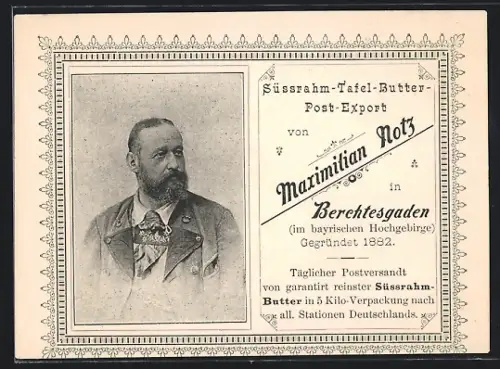 Süssrahm-Tafel-Butter-
Post-Export
von
Maximilian Notz
in
Berchtesgaden
(im bayrischen Hochgebirge)
Gegründet 1882.
Täglicher Postversandt
von garantirt reinster Süssrahm-
Butter in 5 Kilo-Verpackung nach
all. Stationen Deutschlands.